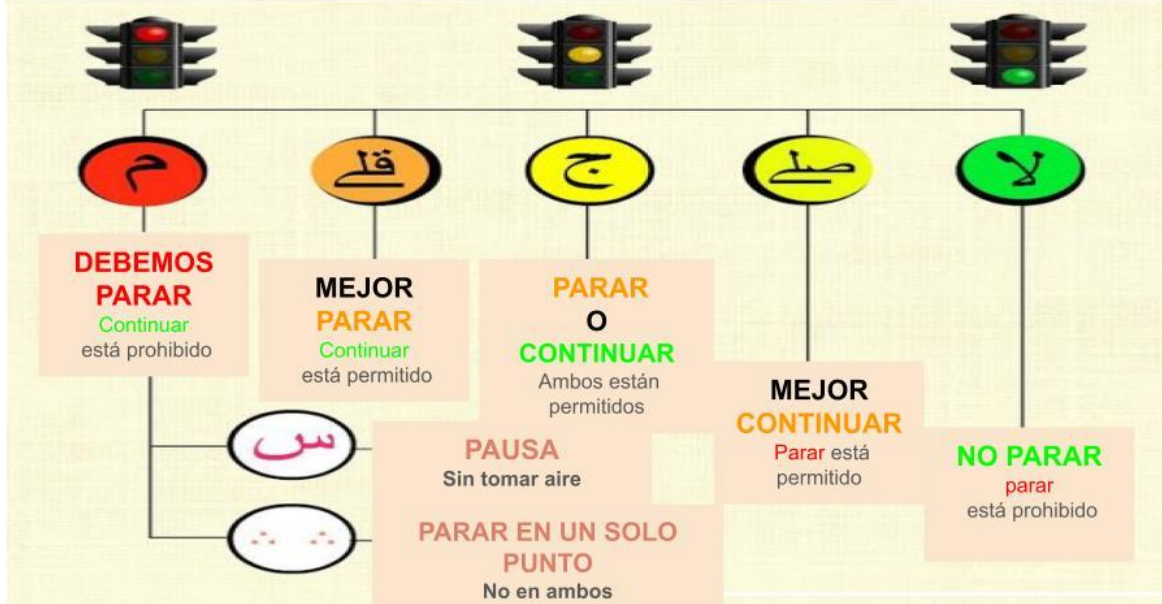 م
قلے
ج
صلے
لا
DEBEMOS
PARAR
Continuar
está prohibido
MEJOR
PARAR
Continuar
está permitido
PARAR
O
CONTINUAR
Ambos están
permitidos
MEJOR
CONTINUAR
Parar está
permitido
NO PARAR
parar
está prohibido
س
PAUSA
Sin tomar aire
∴ ∴
PARAR EN UN SOLO
PUNTO
No en ambos